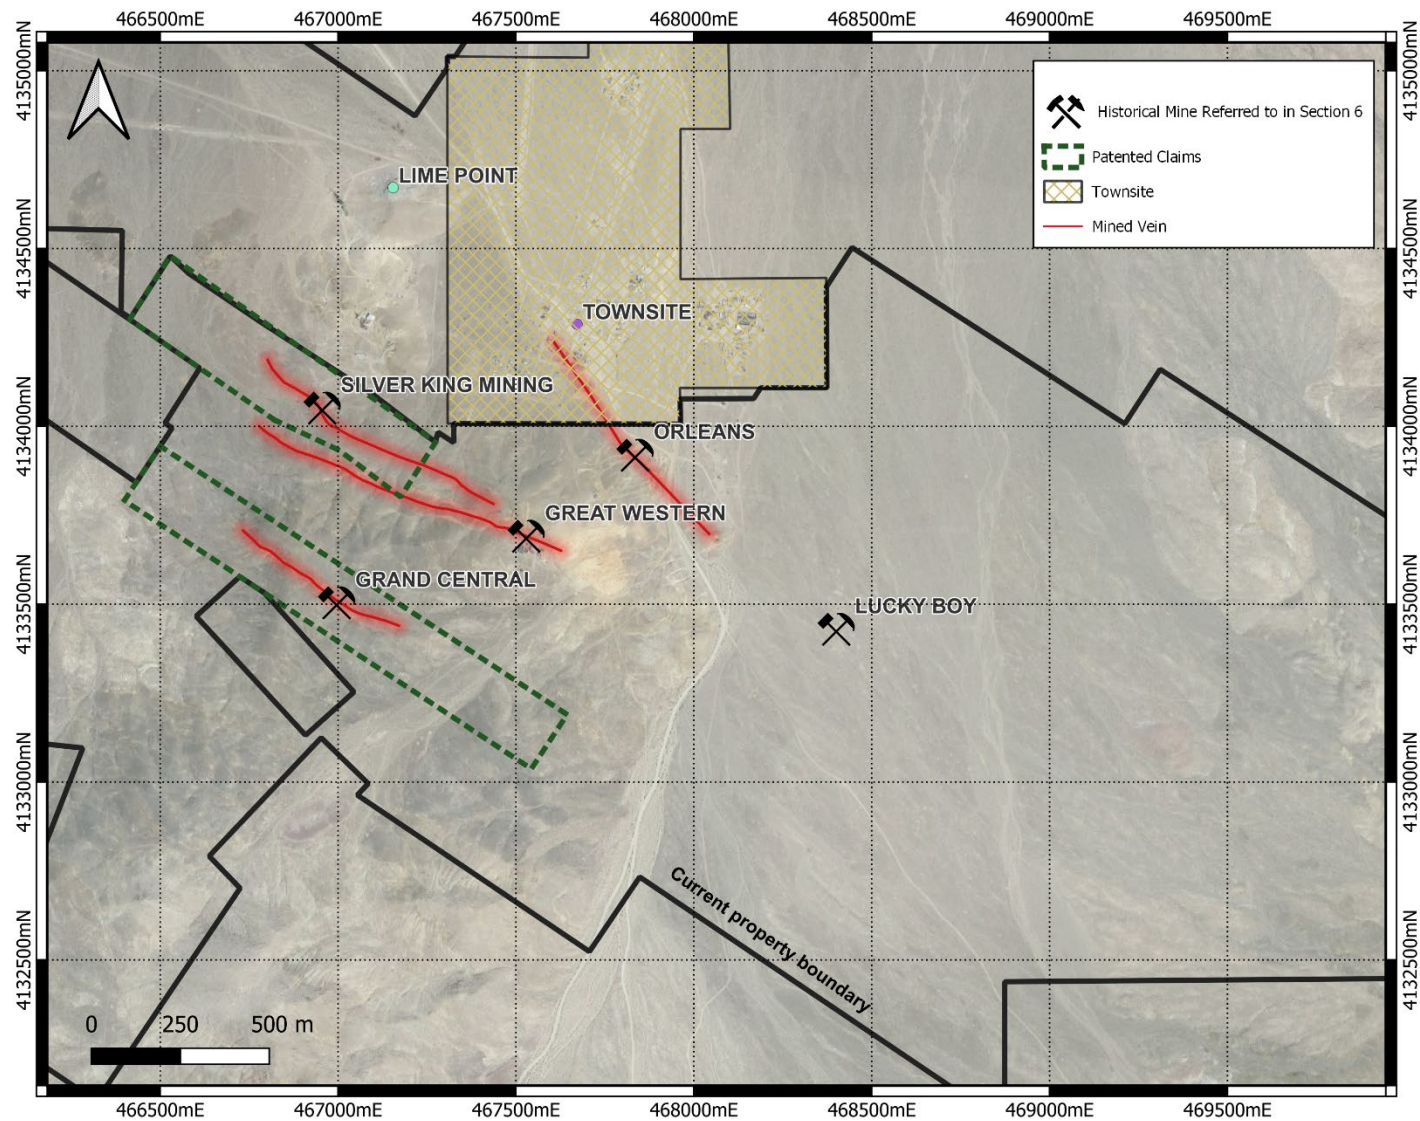 466500mE 467000mE 467500mE 468000mE 468500mE 469000mE 469500mE
4135000mN
4134500mN
4134000mN
4133500mN
4133000mN
4132500mN
4135000mN
4134500mN
4134000mN
4133500mN
4133000mN
4132500mN
Historical Mine Referred to in Section 6
Patented Claims
Townsite
Mined Vein
LIME POINT
TOWNSITE
SILVER KING MINING
ORLEANS
GREAT WESTERN
GRAND CENTRAL
LUCKY BOY
Current property boundary
0 250 500 m
466500mE 467000mE 467500mE 468000mE 468500mE 469000mE 469500mE